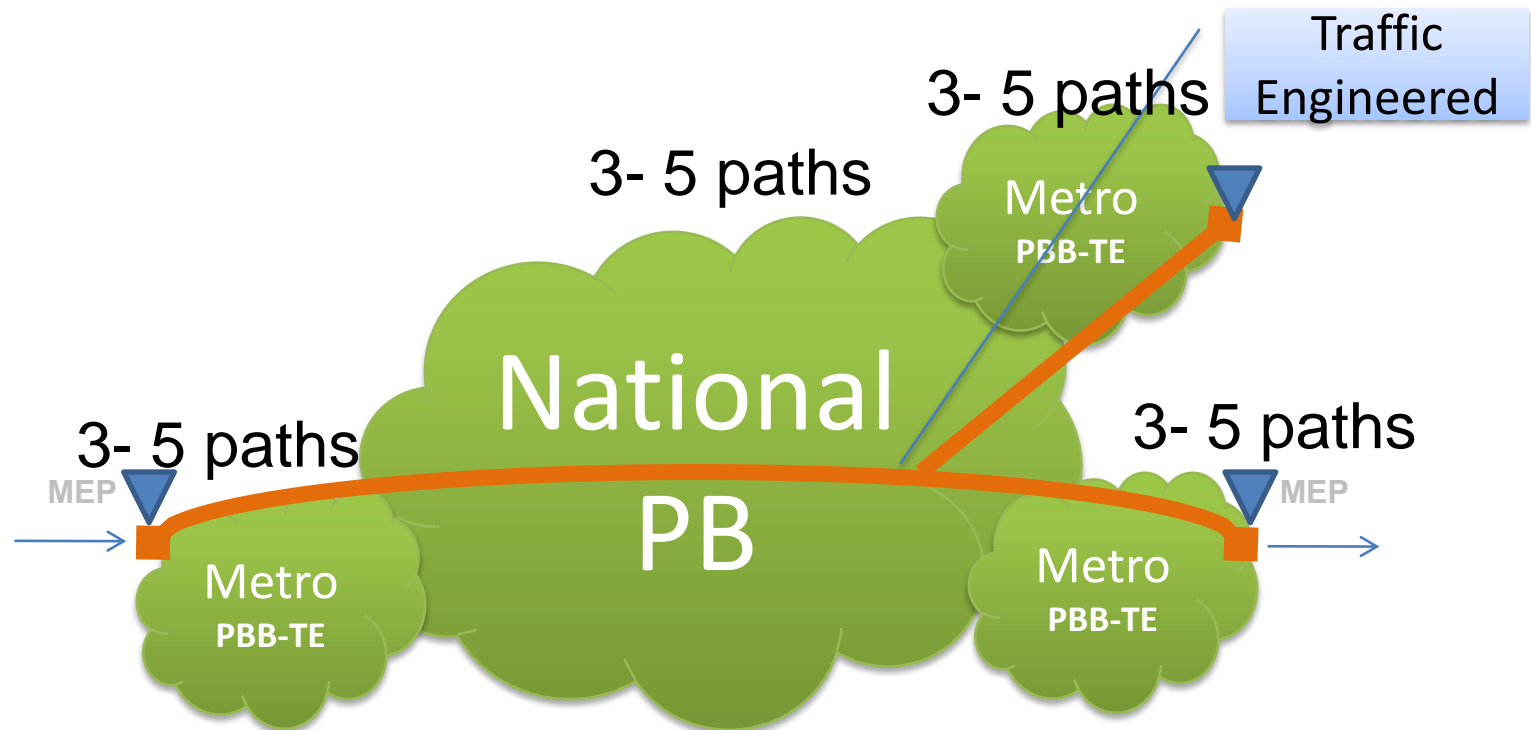 Traffic
Engineered
3- 5 paths
3- 5 paths
Metro
PBB-TE
National
PB
3- 5 paths
MEP
Metro
PBB-TE
3- 5 paths
MEP
Metro
PBB-TE